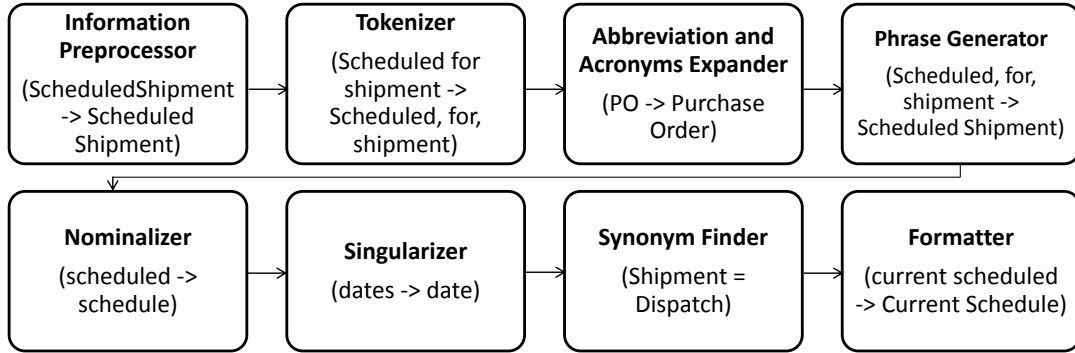 Information
Preprocessor
(ScheduledShipment
-> Scheduled
Shipment)
Tokenizer
(Scheduled for
shipment ->
Scheduled, for,
shipment)
Abbreviation and
Acronyms Expander
(PO -> Purchase
Order)
Phrase Generator
(Scheduled, for,
shipment ->
Scheduled Shipment)
Nominalizer
(scheduled ->
schedule)
Singularizer
(dates -> date)
Synonym Finder
(Shipment =
Dispatch)
Formatter
(current scheduled
-> Current Schedule)